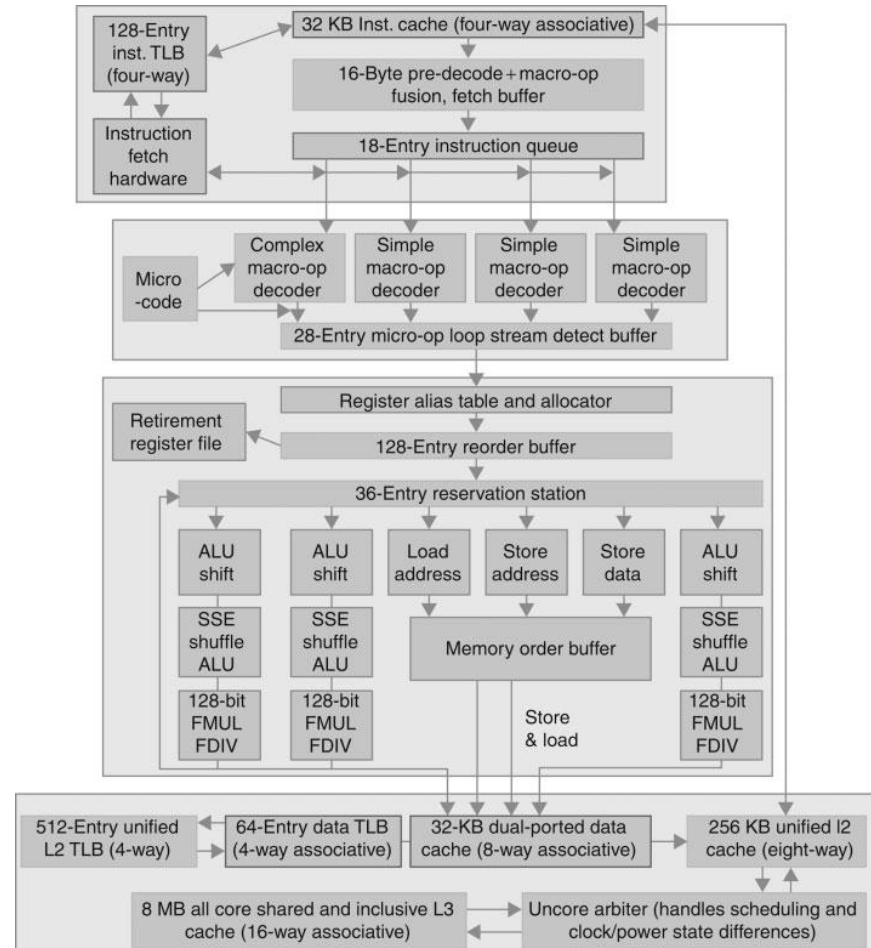 128-Entry
inst. TLB
(four-way)
32 KB Inst. cache (four-way associative)
16-Byte pre-decode+macro-op
fusion, fetch buffer
Instruction
fetch
hardware
18-Entry instruction queue
Micro
-code
Complex
macro-op
decoder
Simple
macro-op
decoder
Simple
macro-op
decoder
Simple
macro-op
decoder
28-Entry micro-op loop stream detect buffer
Register alias table and allocator
Retirement
register file
128-Entry reorder buffer
36-Entry reservation station
ALU
shift
ALU
shift
Load
address
Store
address
Store
data
ALU
shift
SSE
shuffle
ALU
SSE
shuffle
ALU
Memory order buffer
SSE
shuffle
ALU
128-bit
FMUL
FDIV
128-bit
FMUL
FDIV
Store
& load
128-bit
FMUL
FDIV
512-Entry unified
L2 TLB (4-way)
64-Entry data TLB
(4-way associative)
32-KB dual-ported data
cache (8-way associative)
256 KB unified l2
cache (eight-way)
8 MB all core shared and inclusive L3
cache (16-way associative)
Uncore arbiter (handles scheduling and
clock/power state differences)